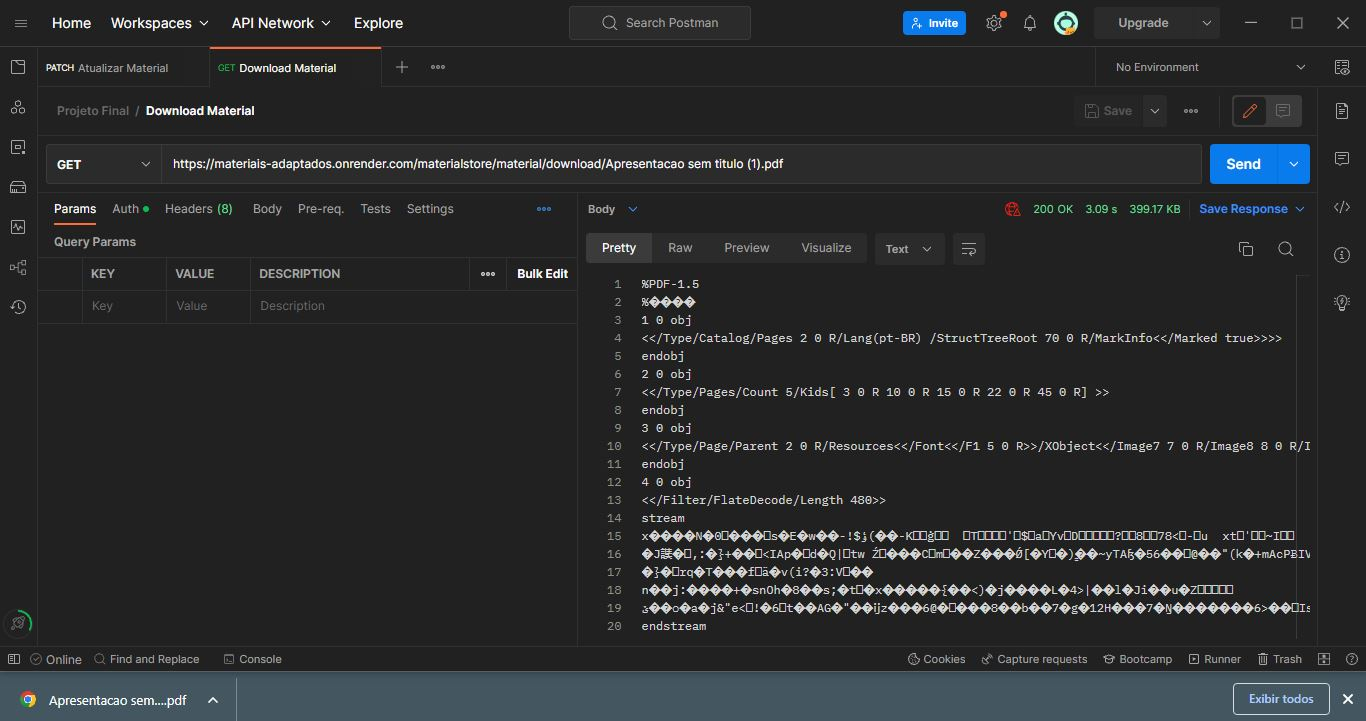 Home Workspaces API Network Explore Search Postman Invite Upgrade
PATCH Atualizar Material GET Download Material No Environment
Projeto Final / Download Material Save
GET https://materiais-adaptados.onrender.com/materialstore/material/download/Apresentacao sem titulo (1).pdf Send
Params Auth Headers (8) Body Pre-req. Tests Settings
Query Params
KEY VALUE DESCRIPTION Bulk Edit
Key Value Description
Body 200 OK 3.09 s 399.17 KB Save Response
Pretty Raw Preview Visualize Text
1 %PDF-1.5
2 %����
3 1 0 obj
4 <</Type/Catalog/Pages 2 0 R/Lang(pt-BR) /StructTreeRoot 70 0 R/MarkInfo<</Marked true>>>>
5 endobj
6 2 0 obj
7 <</Type/Pages/Count 5/Kids[ 3 0 R 10 0 R 15 0 R 22 0 R 45 0 R] >>
8 endobj
9 3 0 obj
10 <</Type/Page/Parent 2 0 R/Resources<</Font<</F1 5 0 R>>/XObject<</Image7 7 0 R/Image8 8 0 R/I
11 endobj
12 4 0 obj
13 <</Filter/FlateDecode/Length 480>>
14 stream
15
16
17
18
19
20 endstream
Online Find and Replace Console Cookies Capture requests Bootcamp Runner Trash
Apresentacao sem....pdf Exibir todos